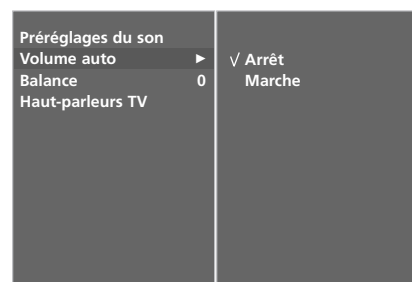 Préréglages du son
Volume auto ►
Balance 0
Haut-parleurs TV
√ Arrêt
Marche